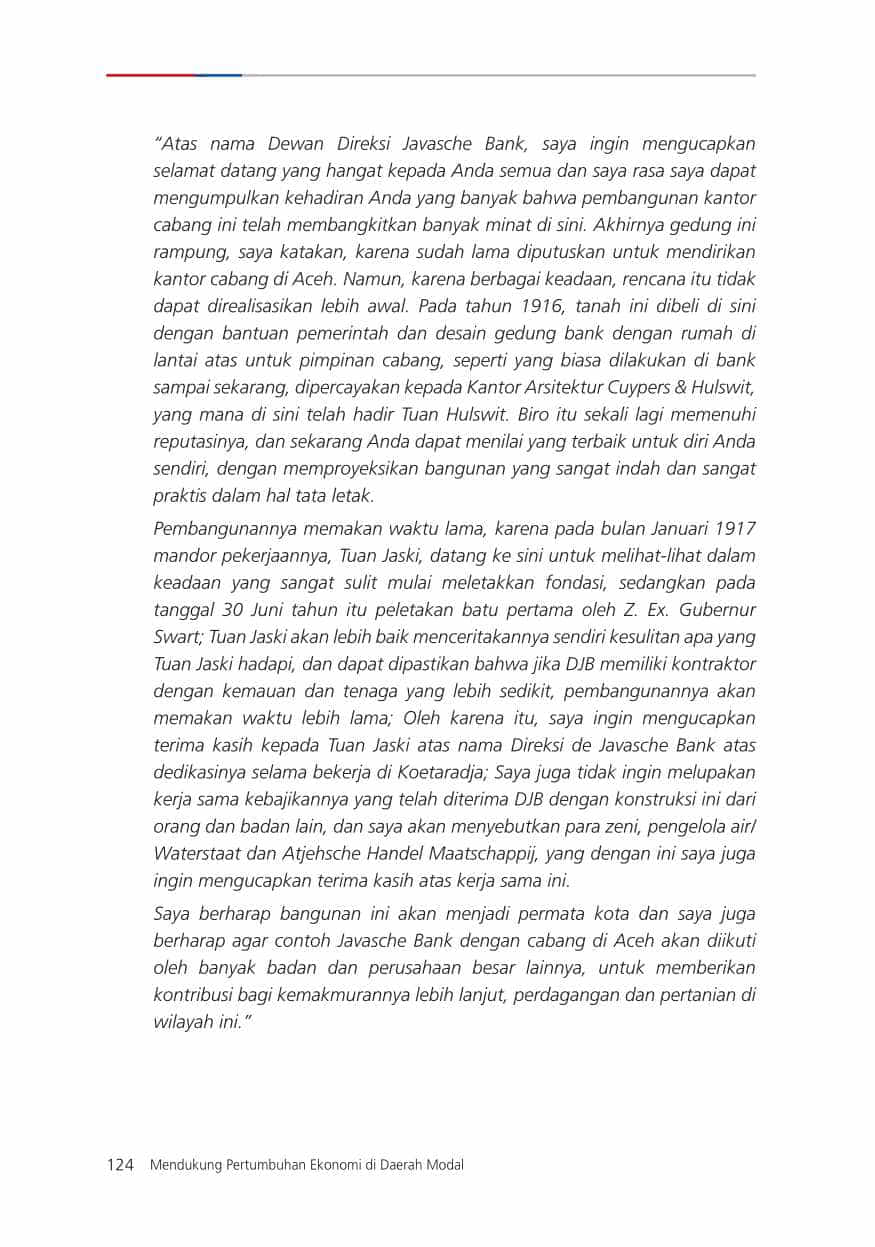 “Atas nama Dewan Direksi Javasche Bank, saya ingin mengucapkan
selamat datang yang hangat kepada Anda semua dan saya rasa saya dapat
mengumpulkan kehadiran Anda yang banyak bahwa pembangunan kantor
cabang ini telah membangkitkan banyak minat di sini. Akhirnya gedung ini
rampung, saya katakan, karena sudah lama diputuskan untuk mendirikan
kantor cabang di Aceh. Namun, karena berbagai keadaan, rencana itu tidak
dapat direalisasikan lebih awal. Pada tahun 1916, tanah ini dibeli di sini
dengan bantuan pemerintah dan desain gedung bank dengan rumah di
lantai atas untuk pimpinan cabang, seperti yang biasa dilakukan di bank
sampai sekarang, dipercayakan kepada Kantor Arsitektur Cuypers & Hulswit,
yang mana di sini telah hadir Tuan Hulswit. Biro itu sekali lagi memenuhi
reputasinya, dan sekarang Anda dapat menilai yang terbaik untuk diri Anda
sendiri, dengan memproyeksikan bangunan yang sangat indah dan sangat
praktis dalam hal tata letak.
Pembangunannya memakan waktu lama, karena pada bulan Januari 1917
mandor pekerjaannya, Tuan Jaski, datang ke sini untuk melihat-lihat dalam
keadaan yang sangat sulit mulai meletakkan fondasi, sedangkan pada
tanggal 30 Juni tahun itu peletakan batu pertama oleh Z. Ex. Gubernur
Swart; Tuan Jaski akan lebih baik menceritakannya sendiri kesulitan apa yang
Tuan Jaski hadapi, dan dapat dipastikan bahwa jika DJB memiliki kontraktor
dengan kemauan dan tenaga yang lebih sedikit, pembangunannya akan
memakan waktu lebih lama; Oleh karena itu, saya ingin mengucapkan
terima kasih kepada Tuan Jaski atas nama Direksi de Javasche Bank atas
dedikasinya selama bekerja di Koetaradja; Saya juga tidak ingin melupakan
kerja sama kebajikannya yang telah diterima DJB dengan konstruksi ini dari
orang dan badan lain, dan saya akan menyebutkan para zeni, pengelola air/
Waterstaat dan Atjehsche Handel Maatschappij, yang dengan ini saya juga
ingin mengucapkan terima kasih atas kerja sama ini.
Saya berharap bangunan ini akan menjadi permata kota dan saya juga
berharap agar contoh Javasche Bank dengan cabang di Aceh akan diikuti
oleh banyak badan dan perusahaan besar lainnya, untuk memberikan
kontribusi bagi kemakmurannya lebih lanjut, perdagangan dan pertanian di
wilayah ini.”
124 Mendukung Pertumbuhan Ekonomi di Daerah Modal